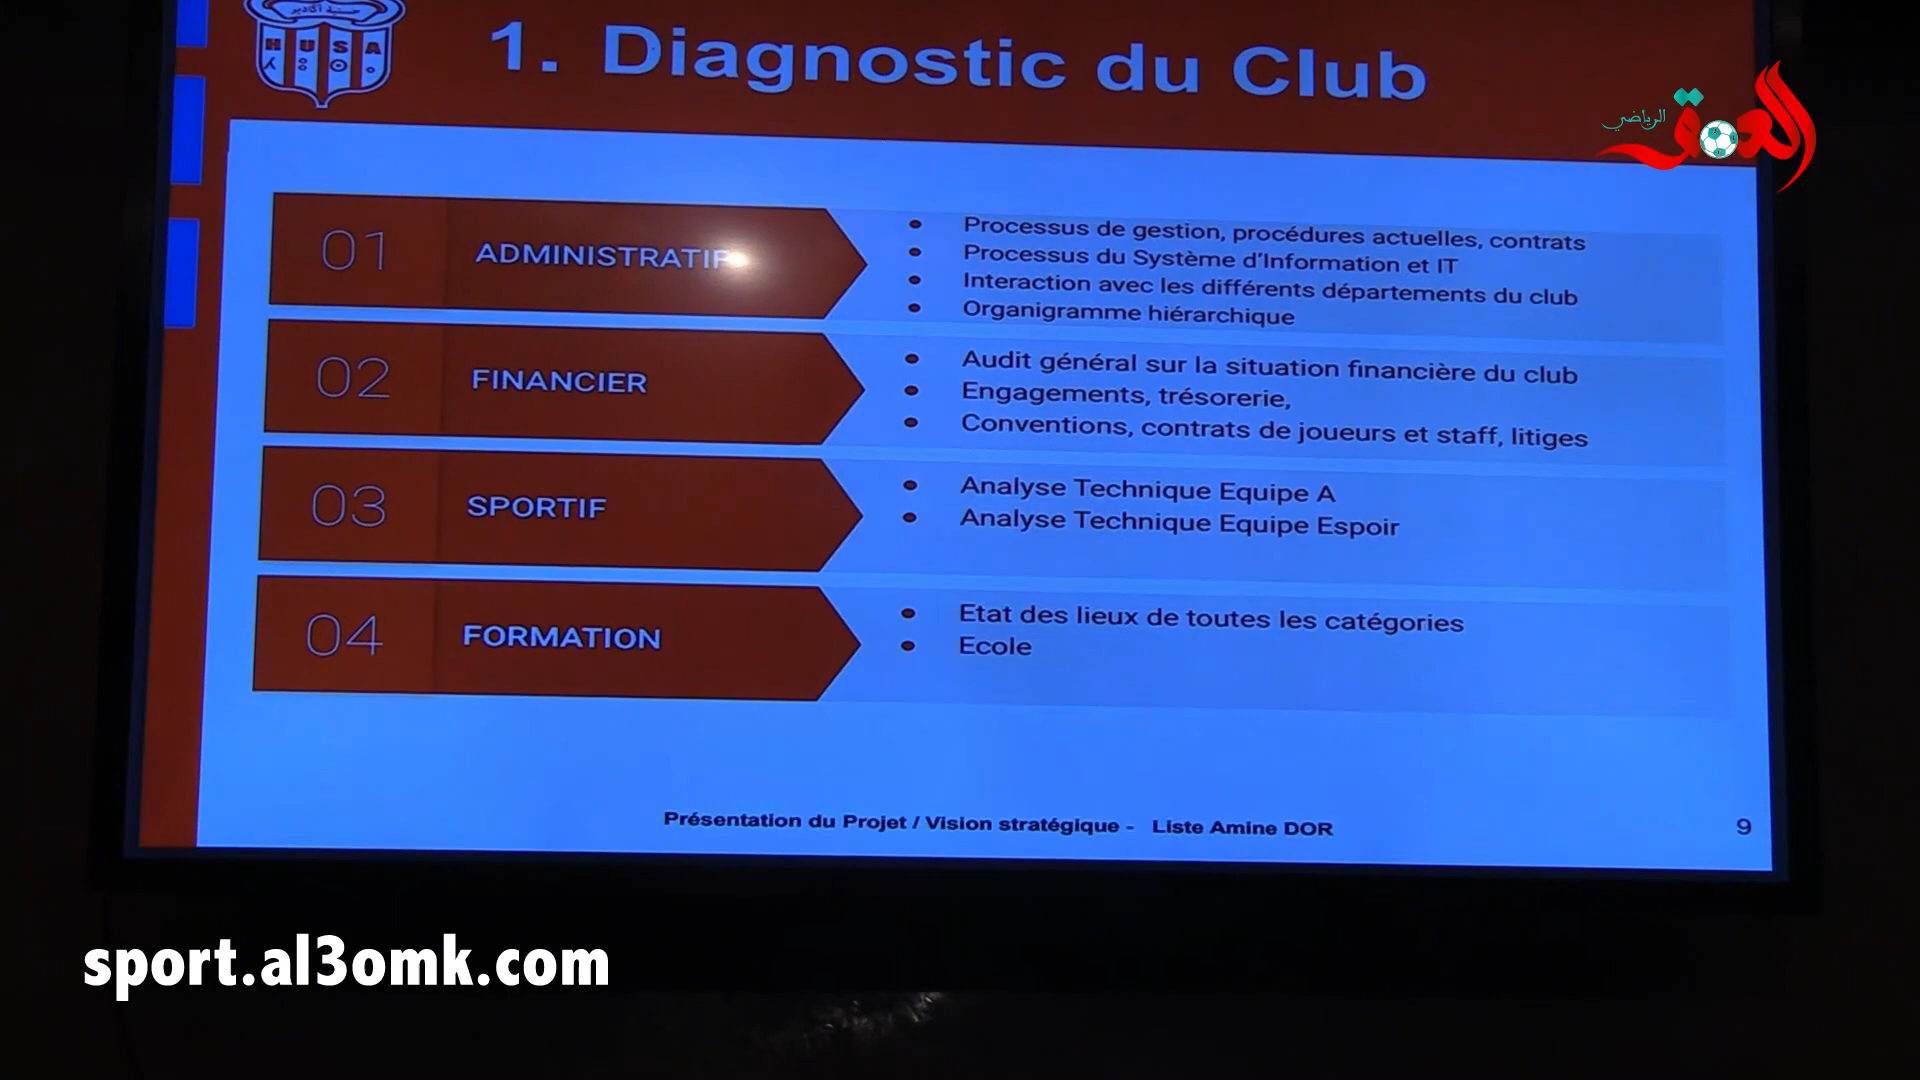 حسنية أكادير
H U S A
1. Diagnostic du Club
العمق
الرياضي
01 ADMINISTRATIF
• Processus de gestion, procédures actuelles, contrats
• Processus du Système d'Information et IT
• Interaction avec les différents départements du club
• Organigramme hiérarchique
02 FINANCIER
• Audit général sur la situation financière du club
• Engagements, trésorerie,
• Conventions, contrats de joueurs et staff, litiges
03 SPORTIF
• Analyse Technique Equipe A
• Analyse Technique Equipe Espoir
04 FORMATION
• Etat des lieux de toutes les catégories
• Ecole
Présentation du Projet / Vision stratégique - Liste Amine DOR
9
sport.al3omk.com